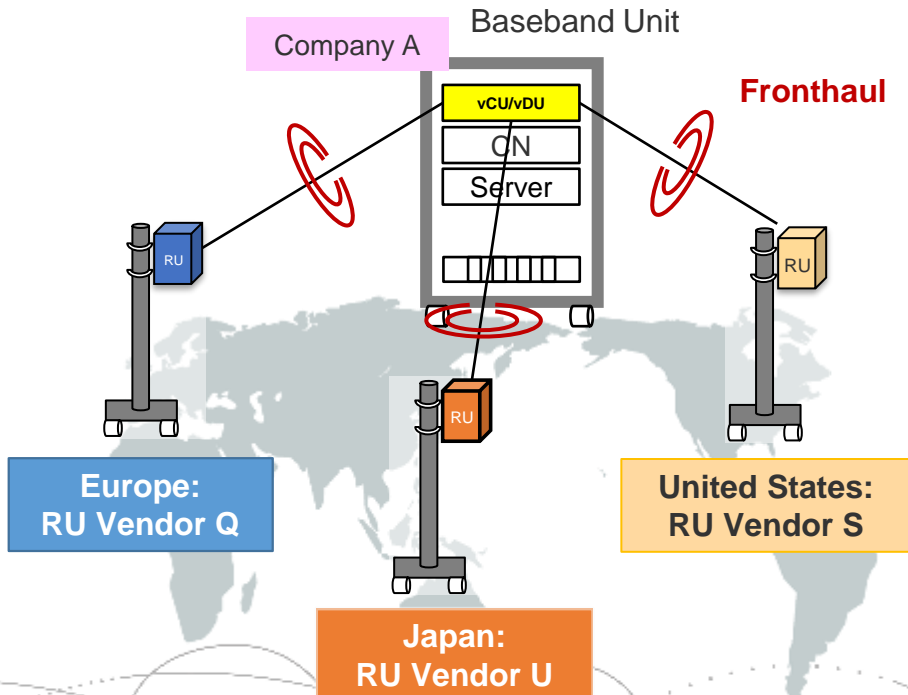 Baseband Unit
Company A
Fronthaul
vCU/vDU
CN
Server
RU
RU
RU
Europe:
RU Vendor Q
United States:
RU Vendor S
Japan:
RU Vendor U